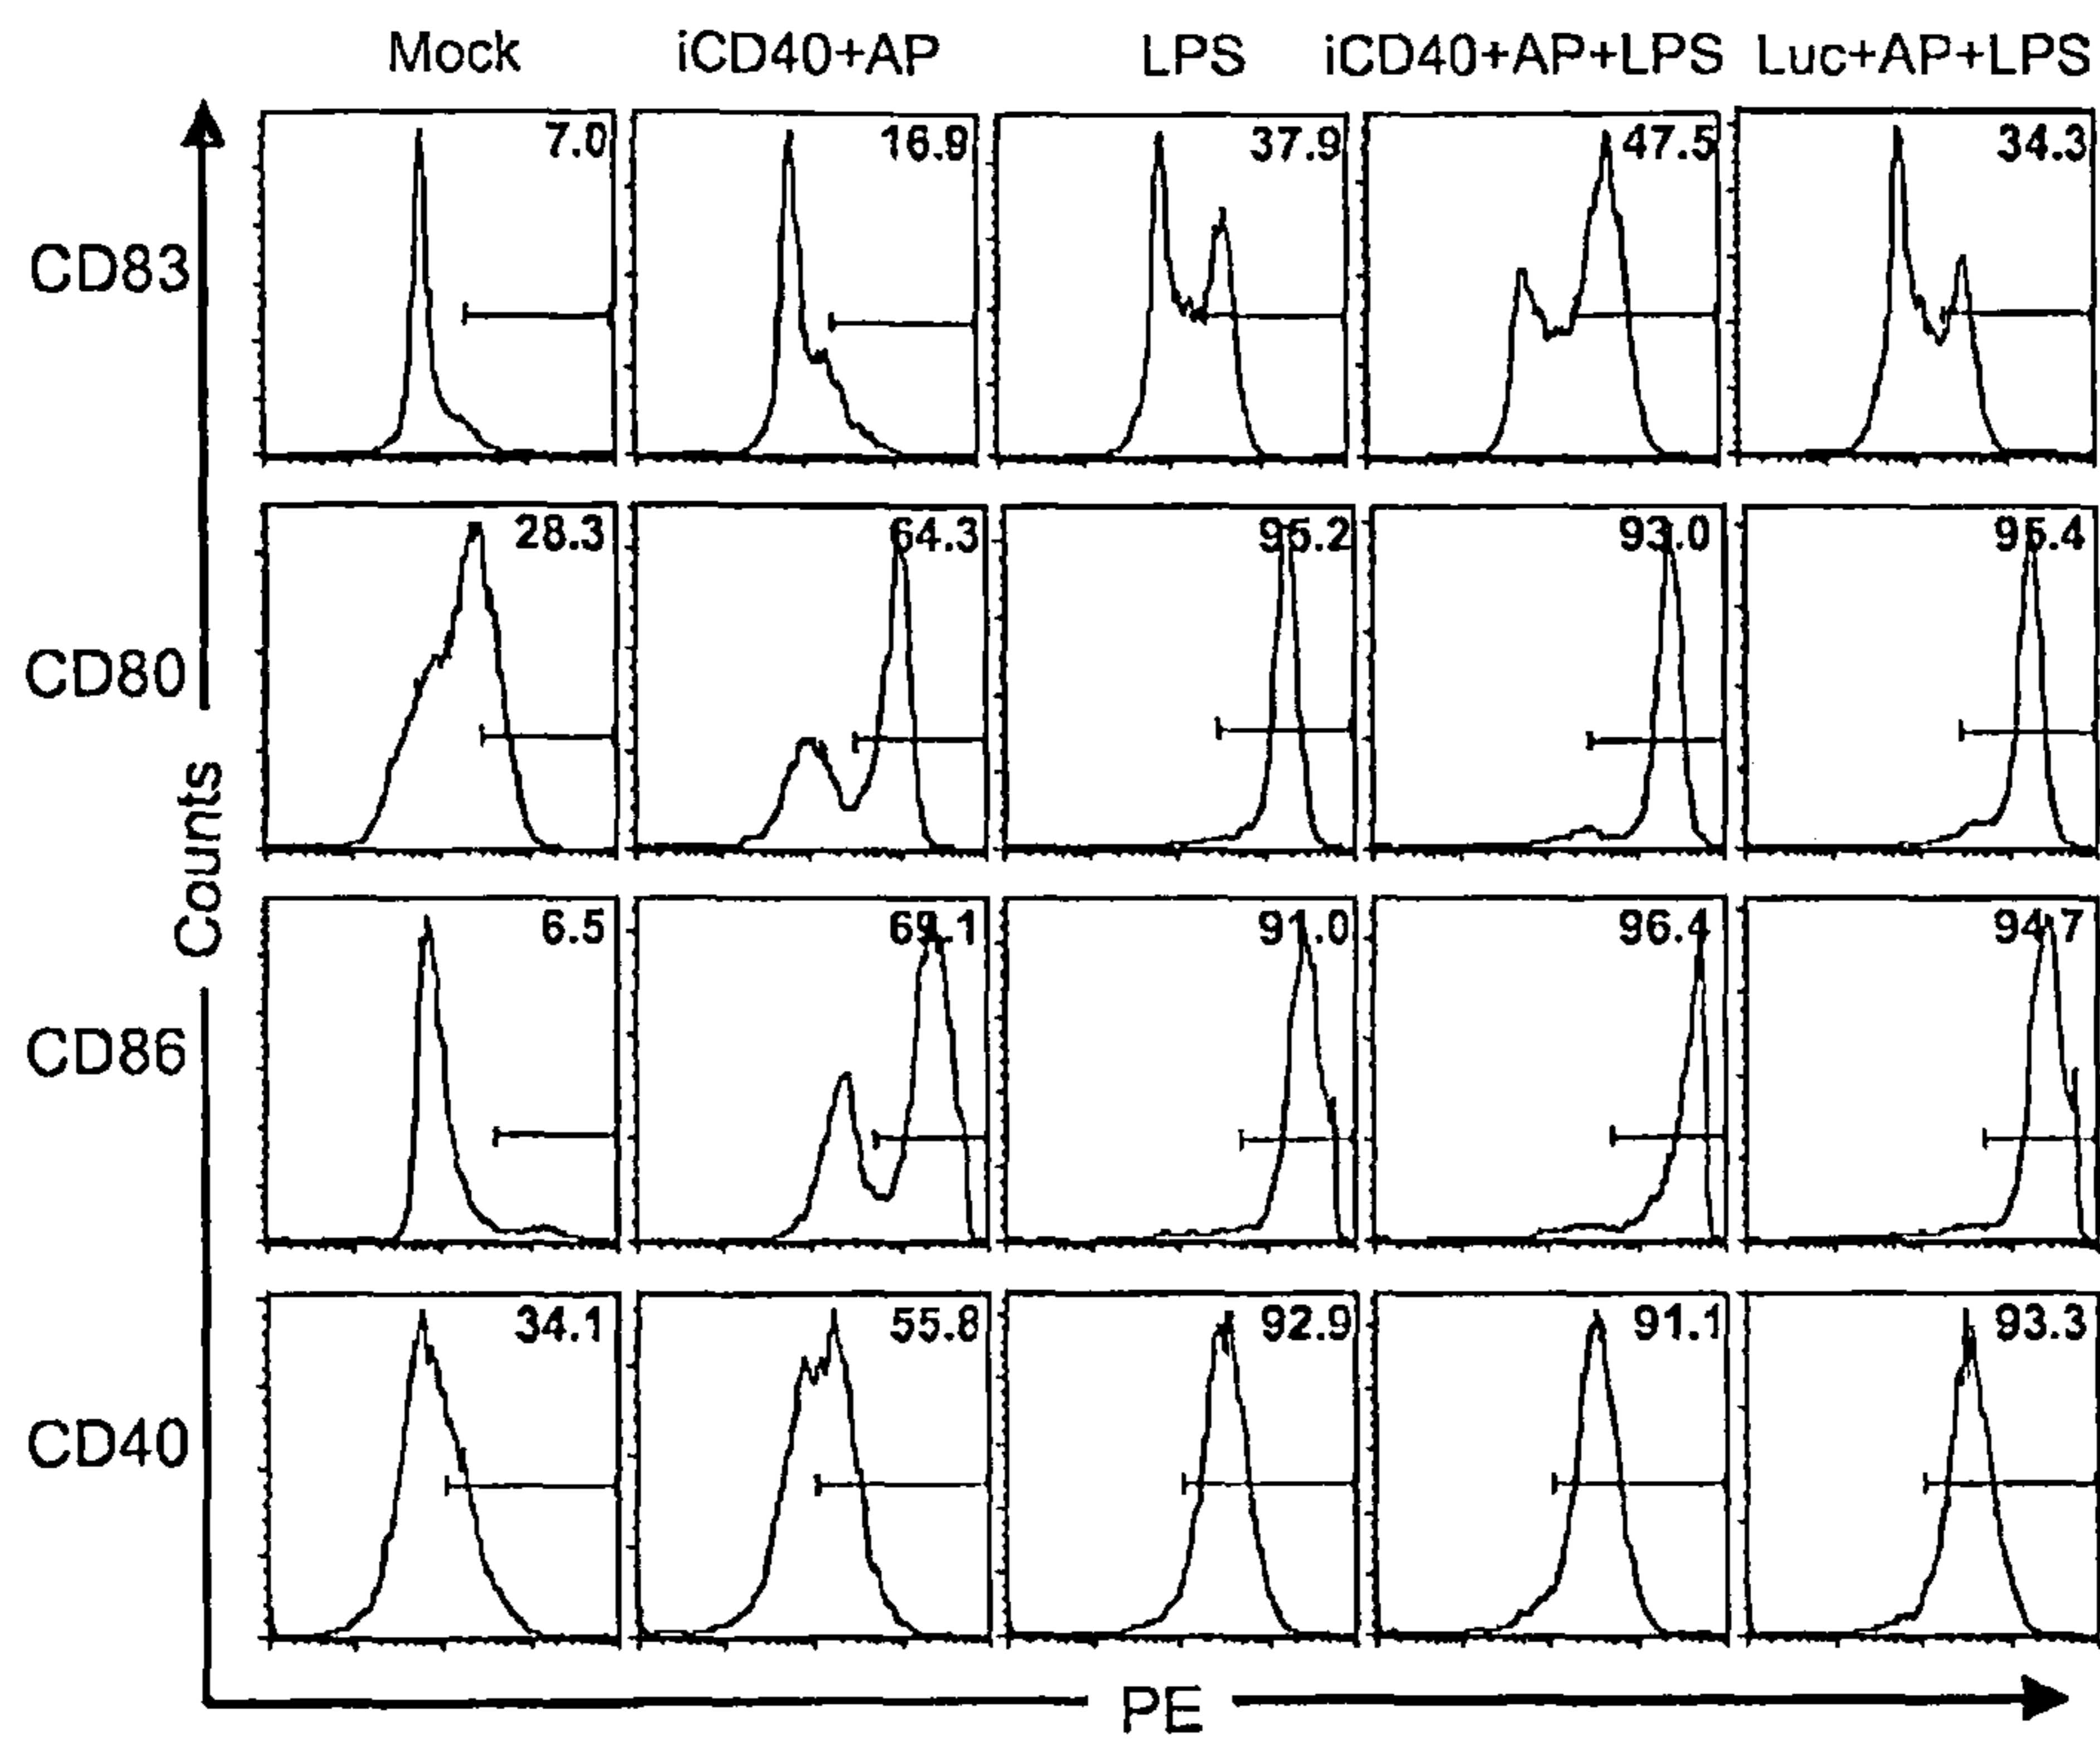 Mock iCD40+AP LPS iCD40+AP+LPS Luc+AP+LPS
CD83 7.0 16.9 37.9 47.5 34.3
CD80 28.3 64.3 95.2 93.0 95.4
CD86 6.5 69.1 91.0 96.4 94.7
CD40 34.1 55.8 92.9 91.1 93.3
Counts
PE